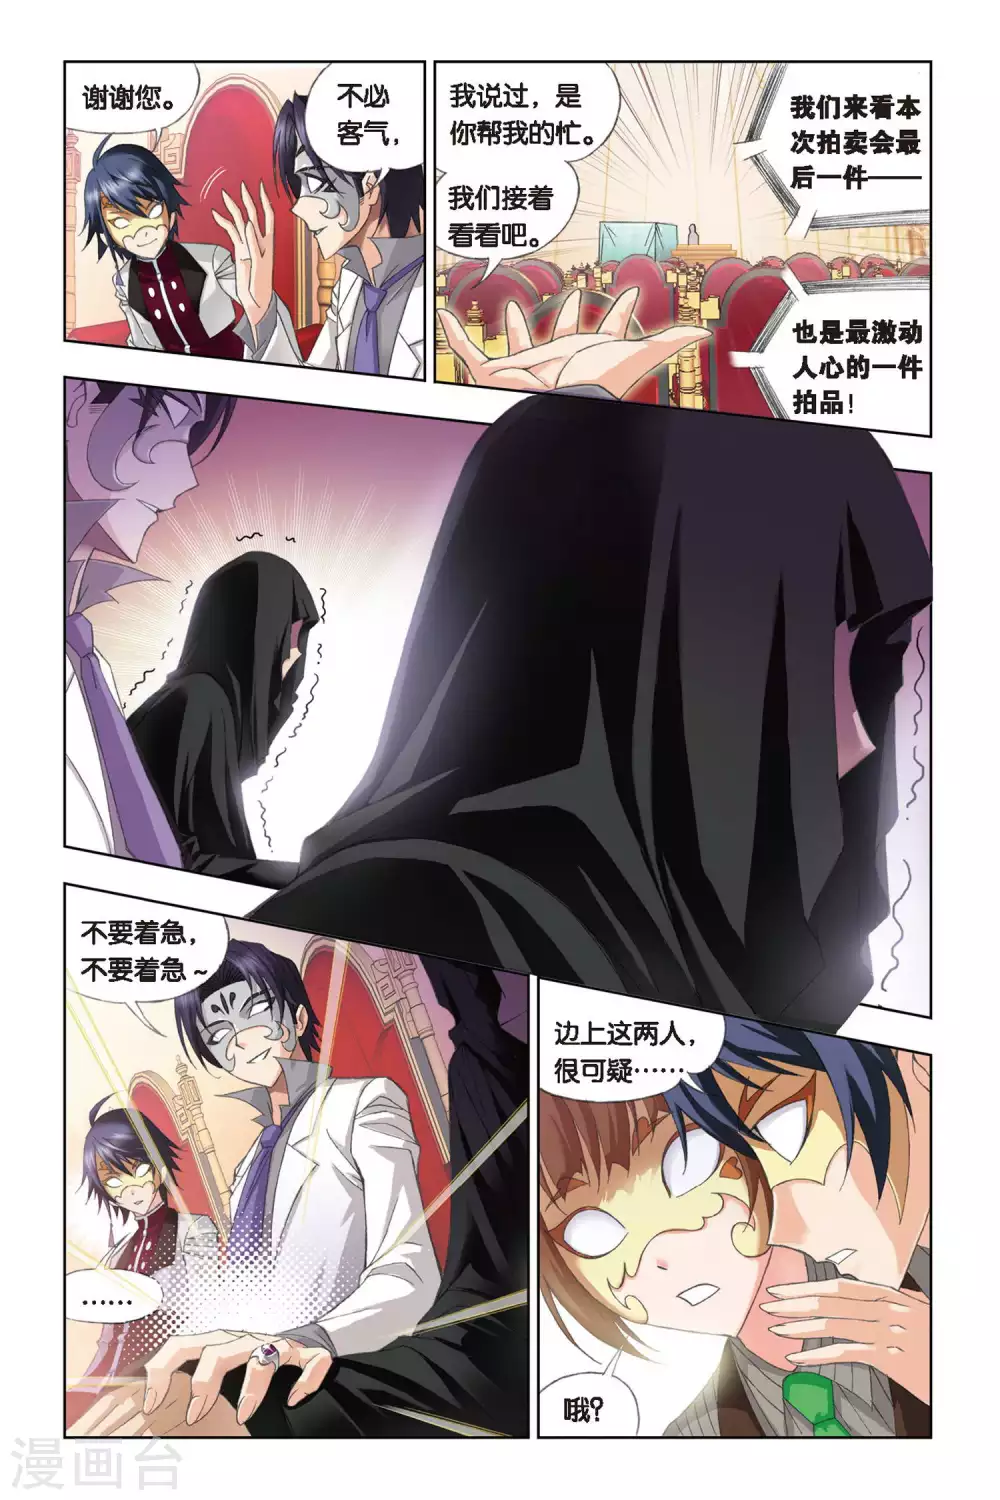 谢谢您。
不必
客气，
我说过，是
你帮我的忙。
我们接着
看看吧。
我们来看本
次拍卖会最
后一件——
也是最激动
人心的一件
拍品！
不要着急，
不要着急～
……
边上这两人，
很可疑……
哦？
漫画台